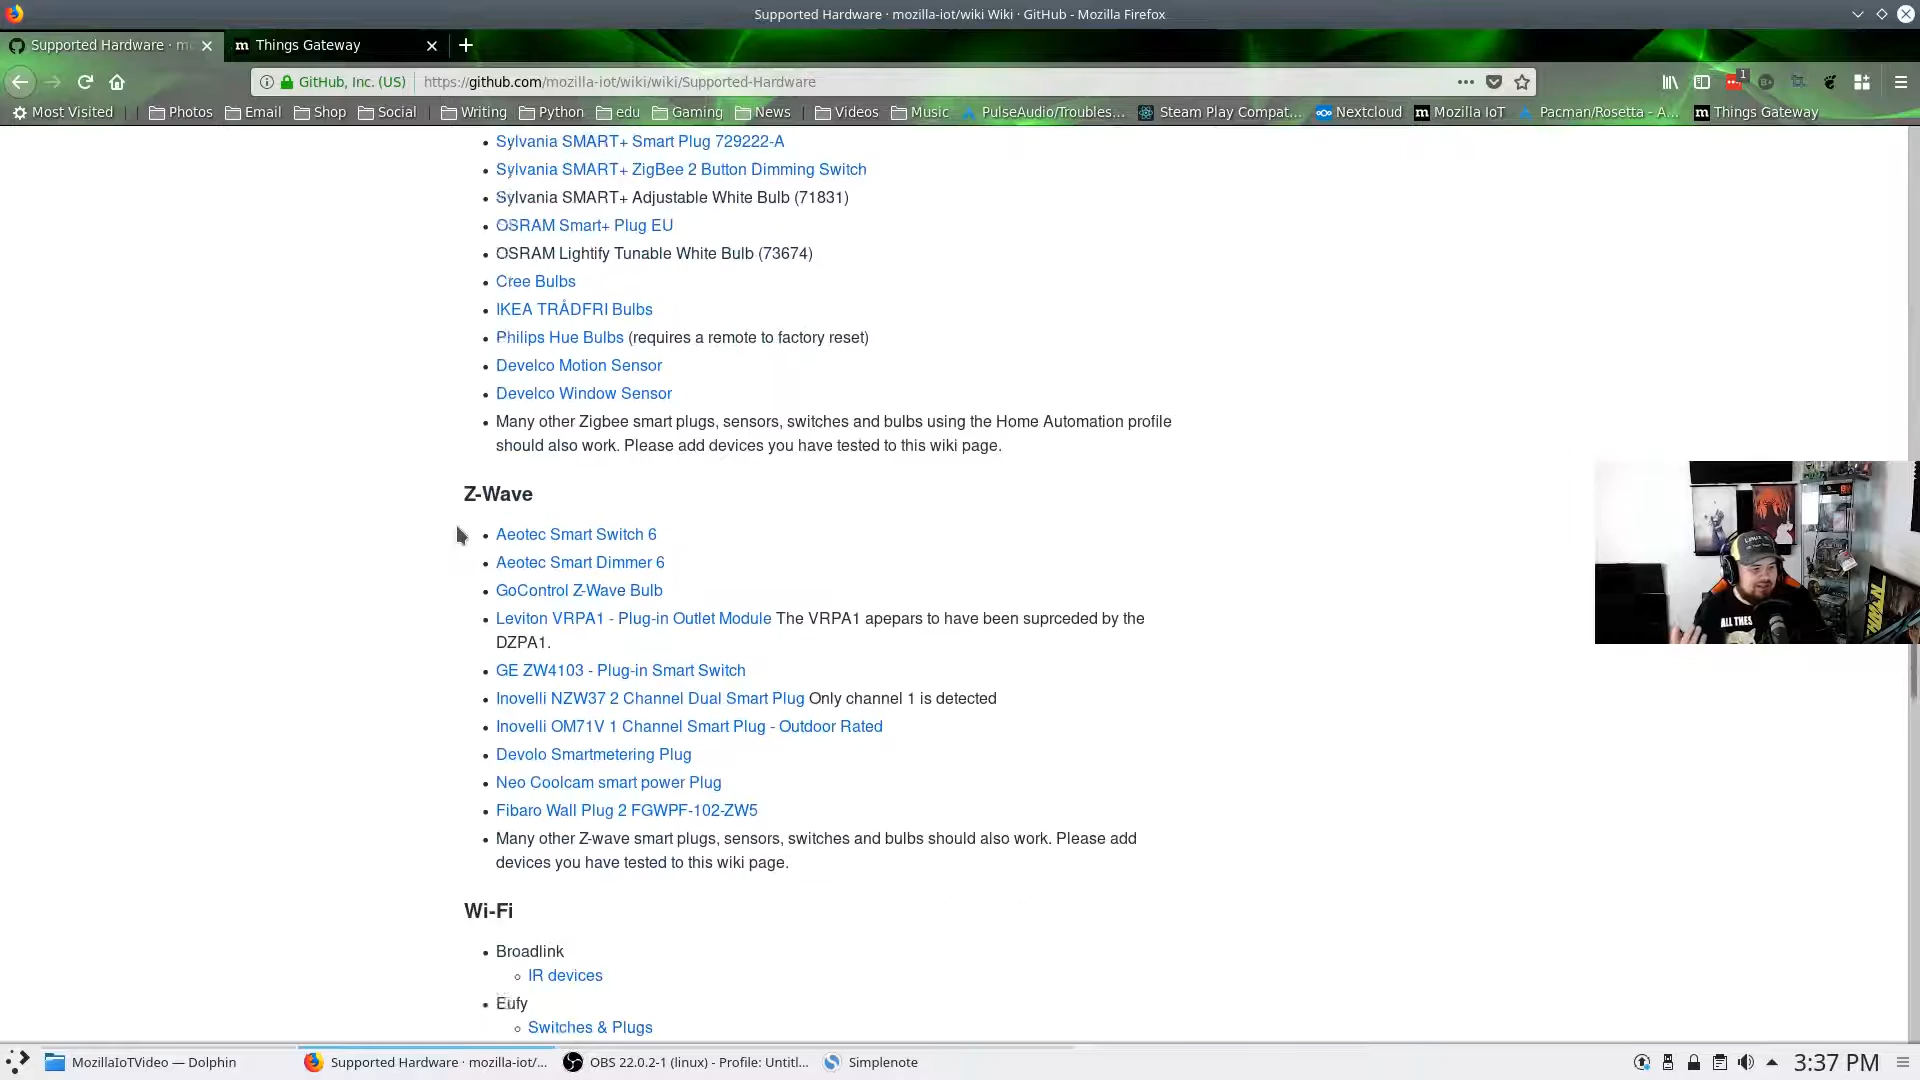 Supported Hardware · mozilla-iot/wiki Wiki · GitHub - Mozilla Firefox
Supported Hardware · m
m Things Gateway
GitHub, Inc. (US) https://github.com/mozilla-iot/wiki/wiki/Supported-Hardware
1
Most Visited Photos Email Shop Social Writing Python edu Gaming News Videos Music PulseAudio/Troubles... Steam Play Compat... Nextcloud m Mozilla IoT Pacman/Rosetta - A... m Things Gateway
Sylvania SMART+ Smart Plug 729222-A
Sylvania SMART+ ZigBee 2 Button Dimming Switch
Sylvania SMART+ Adjustable White Bulb (71831)
OSRAM Smart+ Plug EU
OSRAM Lightify Tunable White Bulb (73674)
Cree Bulbs
IKEA TRÅDFRI Bulbs
Philips Hue Bulbs (requires a remote to factory reset)
Develco Motion Sensor
Develco Window Sensor
Many other Zigbee smart plugs, sensors, switches and bulbs using the Home Automation profile
should also work. Please add devices you have tested to this wiki page.
Z-Wave
Aeotec Smart Switch 6
Aeotec Smart Dimmer 6
GoControl Z-Wave Bulb
Leviton VRPA1 - Plug-in Outlet Module The VRPA1 apepars to have been suprceded by the
DZPA1.
GE ZW4103 - Plug-in Smart Switch
Inovelli NZW37 2 Channel Dual Smart Plug Only channel 1 is detected
Inovelli OM71V 1 Channel Smart Plug - Outdoor Rated
Devolo Smartmetering Plug
Neo Coolcam smart power Plug
Fibaro Wall Plug 2 FGWPF-102-ZW5
Many other Z-wave smart plugs, sensors, switches and bulbs should also work. Please add
devices you have tested to this wiki page.
Wi-Fi
Broadlink
IR devices
Eufy
Switches & Plugs
ALL THES
MozillaIoTVideo — Dolphin
Supported Hardware · mozilla-iot/...
OBS 22.0.2-1 (linux) - Profile: Untitl...
Simplenote
3:37 PM